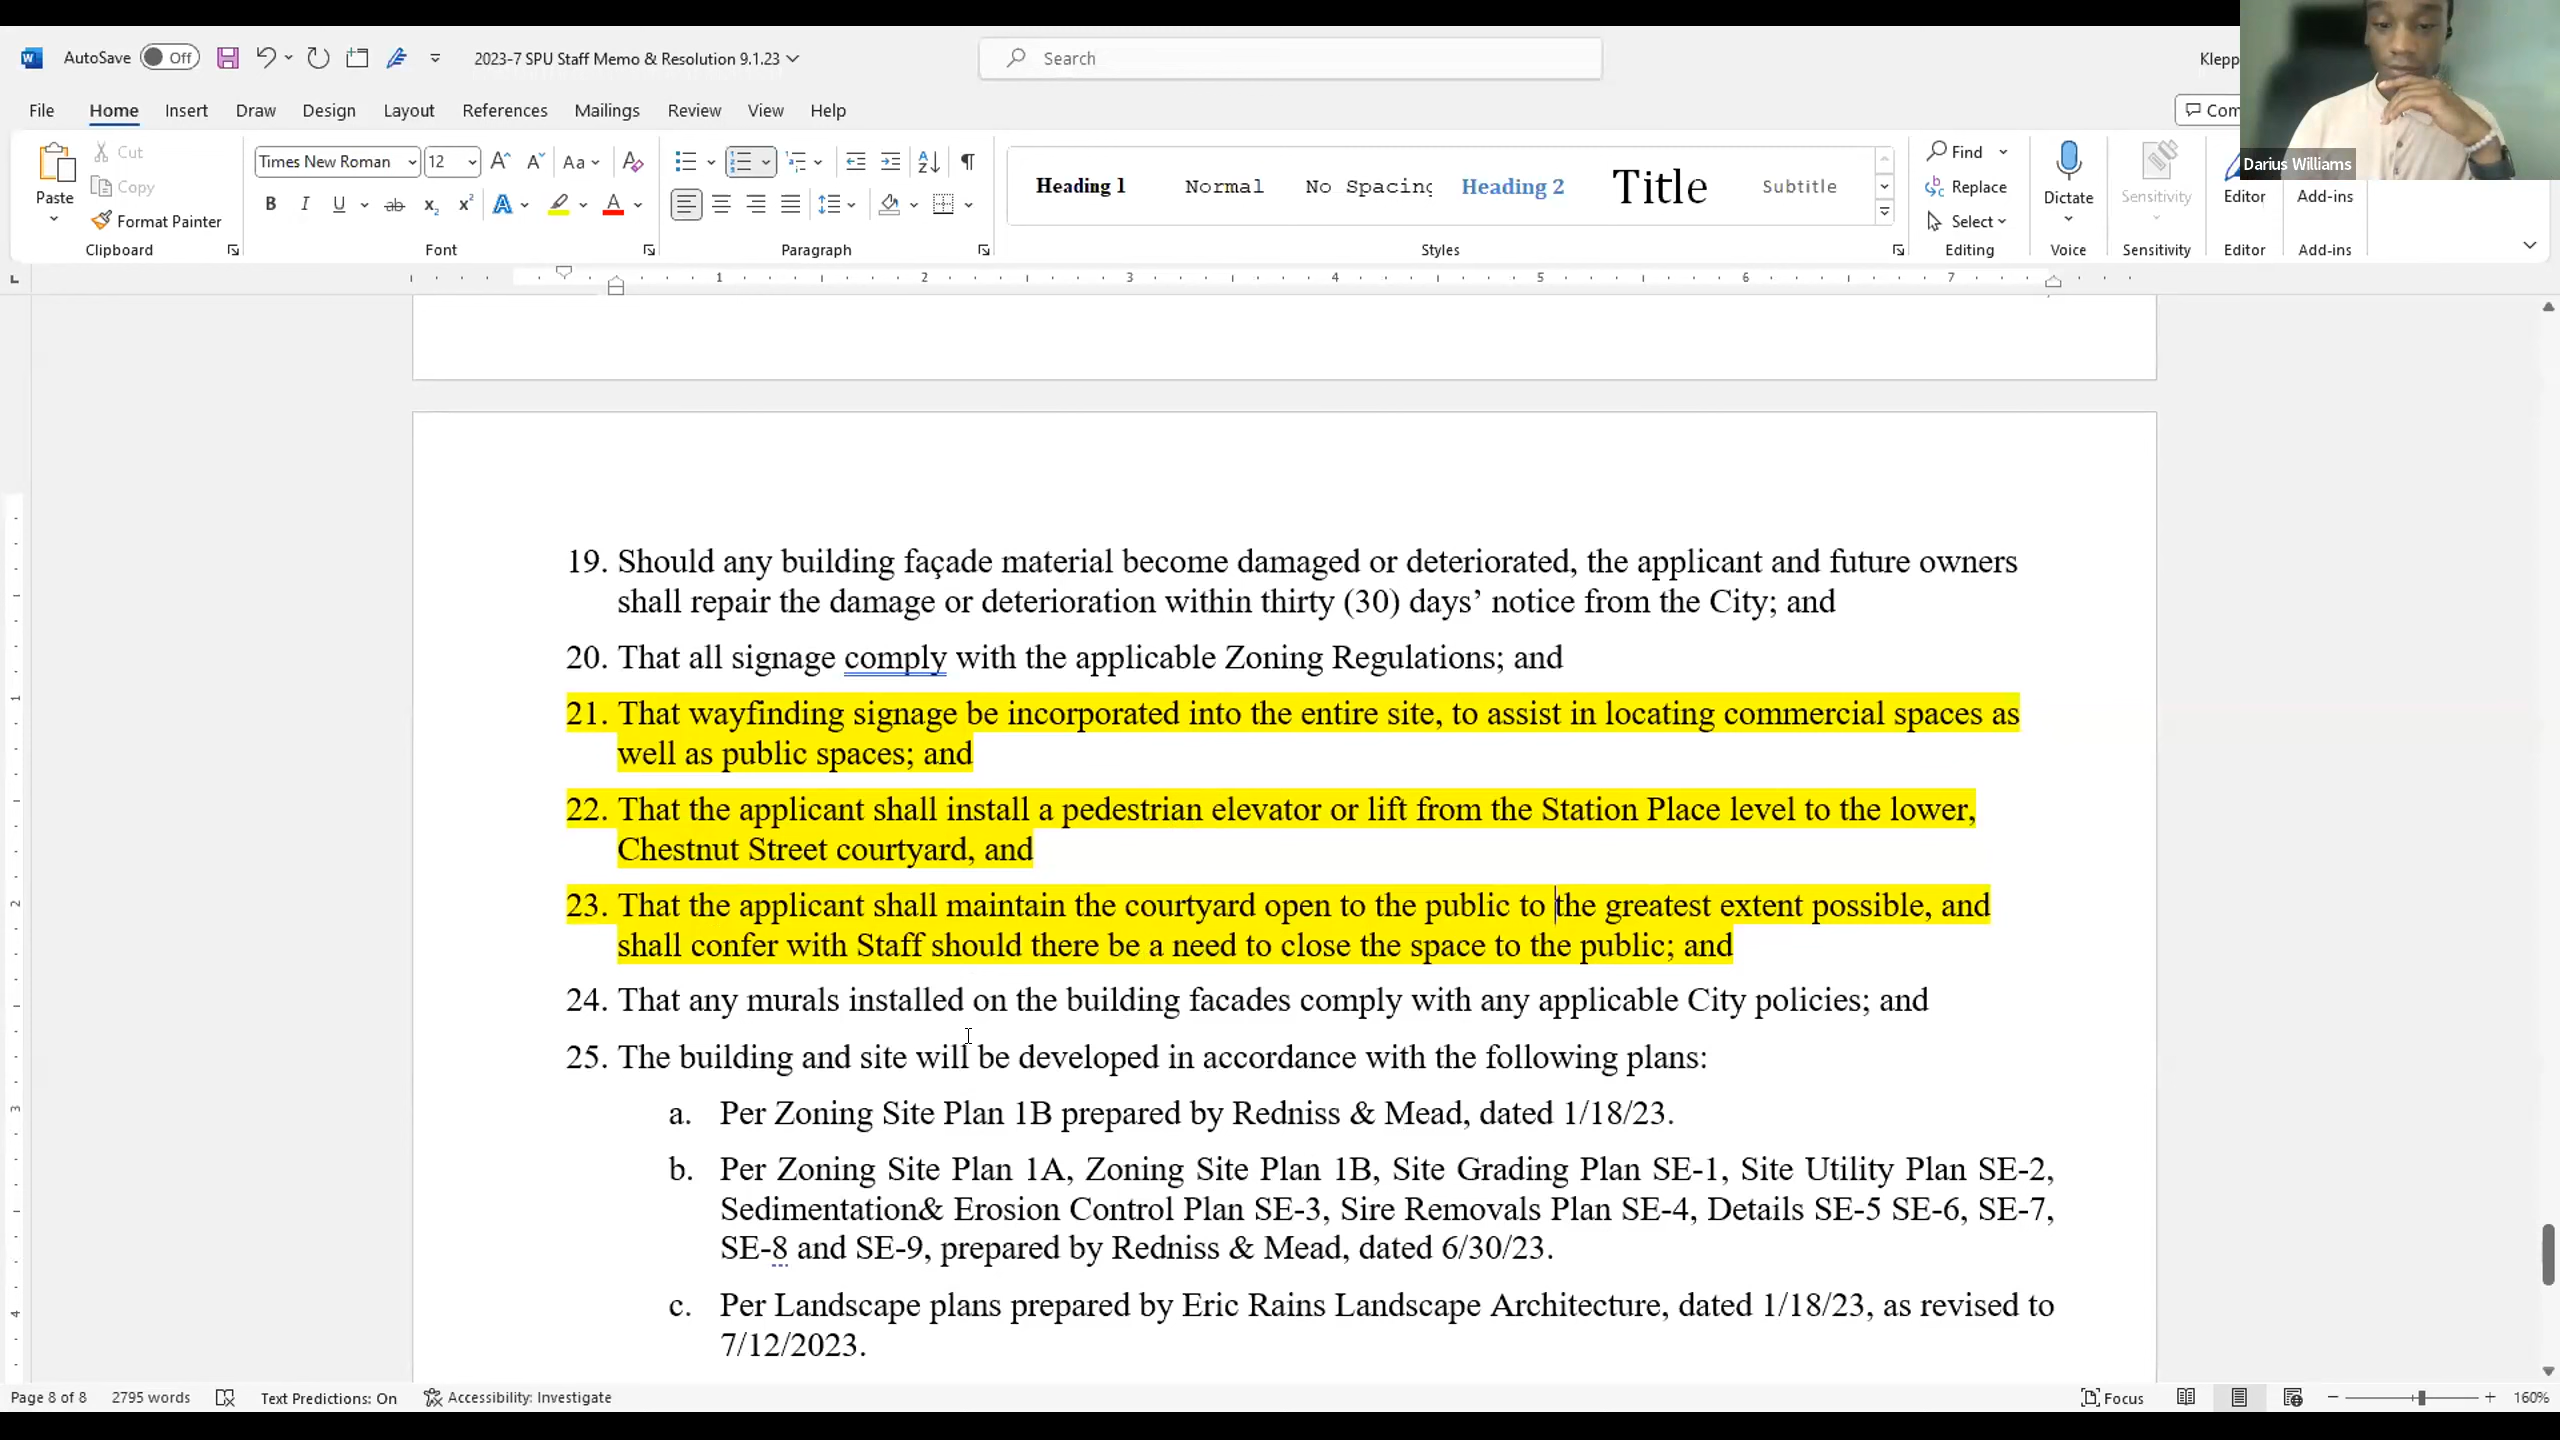 AutoSave Off 2023-7 SPU Staff Memo & Resolution 9.1.23 Search Klepp
File Home Insert Draw Design Layout References Mailings Review View Help Com
Darius Williams
Paste Cut Copy Format Painter Clipboard
Times New Roman 12 Font
Paragraph
Heading 1 Normal No Spacing Heading 2 Title Subtitle Styles
Find Replace Select Editing
Dictate Voice
Sensitivity Sensitivity
Editor Editor
Add-ins Add-ins
1 2 3 4 5 6 7
19. Should any building façade material become damaged or deteriorated, the applicant and future owners
shall repair the damage or deterioration within thirty (30) days’ notice from the City; and
20. That all signage comply with the applicable Zoning Regulations; and
21. That wayfinding signage be incorporated into the entire site, to assist in locating commercial spaces as
well as public spaces; and
22. That the applicant shall install a pedestrian elevator or lift from the Station Place level to the lower,
Chestnut Street courtyard, and
23. That the applicant shall maintain the courtyard open to the public to the greatest extent possible, and
shall confer with Staff should there be a need to close the space to the public; and
24. That any murals installed on the building facades comply with any applicable City policies; and
25. The building and site will be developed in accordance with the following plans:
a. Per Zoning Site Plan 1B prepared by Redniss & Mead, dated 1/18/23.
b. Per Zoning Site Plan 1A, Zoning Site Plan 1B, Site Grading Plan SE-1, Site Utility Plan SE-2,
Sedimentation& Erosion Control Plan SE-3, Sire Removals Plan SE-4, Details SE-5 SE-6, SE-7,
SE-8 and SE-9, prepared by Redniss & Mead, dated 6/30/23.
c. Per Landscape plans prepared by Eric Rains Landscape Architecture, dated 1/18/23, as revised to
7/12/2023.
Page 8 of 8 2795 words Text Predictions: On Accessibility: Investigate Focus 160%